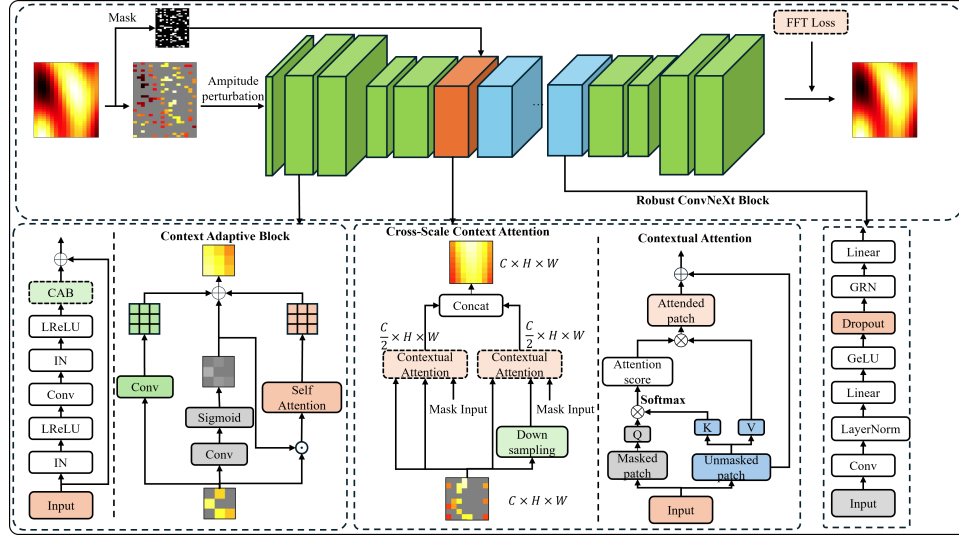 Mask
FFT Loss
Ampitude
perturbation
...
Robust ConvNeXt Block
Context Adaptive Block
CAB
LReLU
IN
Conv
LReLU
IN
Input
Conv
Sigmoid
Conv
Self
Attention
Cross-Scale Context Attention
C × H × W
Concat
C/2 × H × W
C/2 × H × W
Contextual
Attention
Contextual
Attention
Mask Input
Mask Input
Down
sampling
C × H × W
Contextual Attention
Attended
patch
Attention
score
Softmax
Q
K
V
Masked
patch
Unmasked
patch
Input
Linear
GRN
Dropout
GeLU
Linear
LayerNorm
Conv
Input